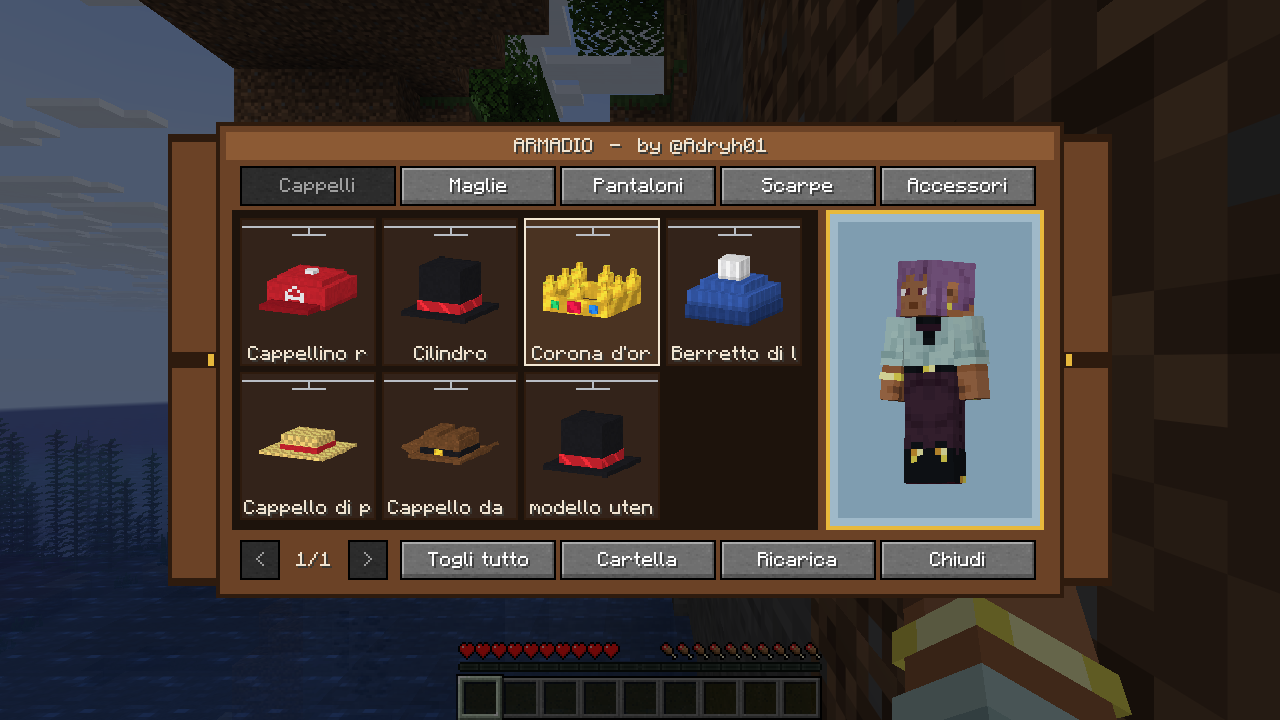 ARMADIO - by @Adryh01
Cappelli Maglie Pantaloni Scarpe Accessori
Cappellino r Cilindro Corona d'or Berretto di l
Cappello di p Cappello da modello uten
< 1/1 > Togli tutto Cartella Ricarica Chiudi